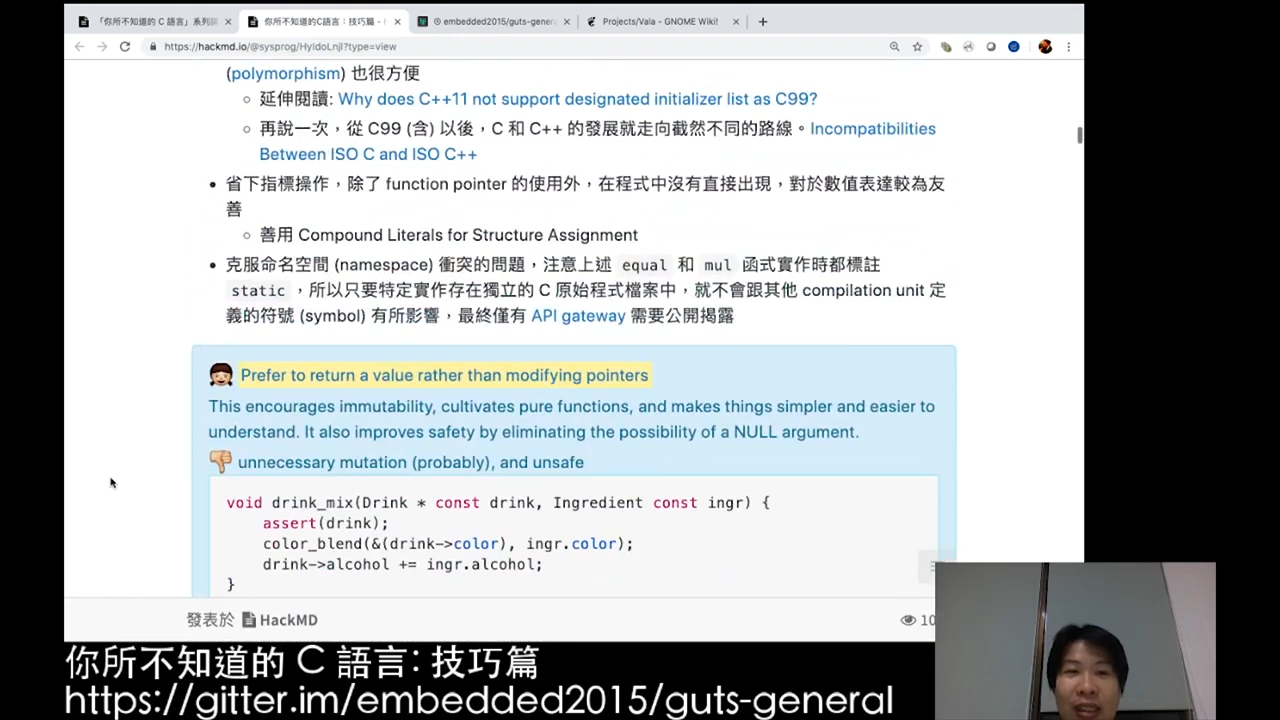 「你所不知道的 C 語言」系列
你所不知道的C語言：技巧篇 -
embedded2015/guts-genera
Projects/Vala - GNOME Wiki!
https://hackmd.io/@sysprog/HyIdoLnjl?type=view
(polymorphism) 也很方便
延伸閱讀: Why does C++11 not support designated initializer list as C99?
再說一次，從 C99 (含) 以後，C 和 C++ 的發展就走向截然不同的路線。Incompatibilities
Between ISO C and ISO C++
省下指標操作，除了 function pointer 的使用外，在程式中沒有直接出現，對於數值表達較為友
善
善用 Compound Literals for Structure Assignment
克服命名空間 (namespace) 衝突的問題，注意上述 equal 和 mul 函式實作時都標註
static ，所以只要特定實作存在獨立的 C 原始程式檔案中，就不會跟其他 compilation unit 定
義的符號 (symbol) 有所影響，最終僅有 API gateway 需要公開揭露
Prefer to return a value rather than modifying pointers
This encourages immutability, cultivates pure functions, and makes things simpler and easier to
understand. It also improves safety by eliminating the possibility of a NULL argument.
unnecessary mutation (probably), and unsafe
void drink_mix(Drink * const drink, Ingredient const ingr) {
assert(drink);
color_blend(&(drink->color), ingr.color);
drink->alcohol += ingr.alcohol;
}
發表於 HackMD
10
你所不知道的 C 語言: 技巧篇
https://gitter.im/embedded2015/guts-general